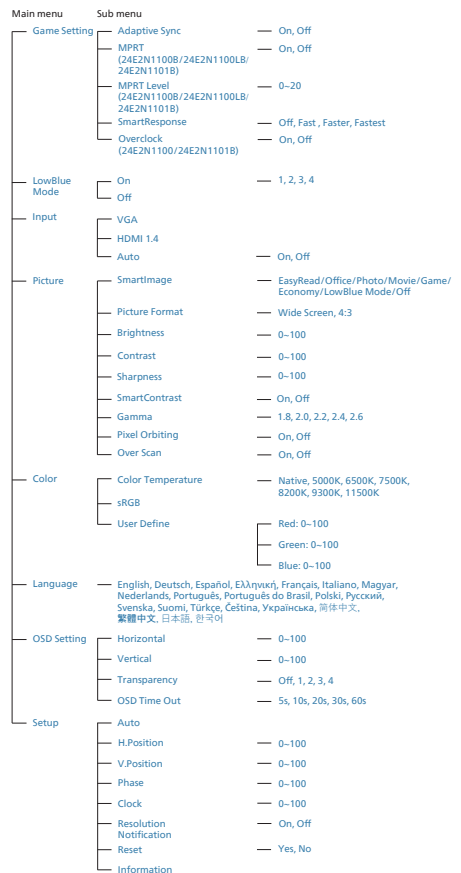 Main menu Sub menu
Game Setting Adaptive Sync On, Off
MPRT On, Off
(24E2N1100B/24E2N1100LB/
24E2N1101B)
MPRT Level 0~20
(24E2N1100B/24E2N1100LB/
24E2N1101B)
SmartResponse Off, Fast , Faster, Fastest
Overclock On, Off
(24E2N1100/24E2N1101B)
LowBlue On 1, 2, 3, 4
Mode
Off
Input VGA
HDMI 1.4
Auto On, Off
Picture SmartImage EasyRead/Office/Photo/Movie/Game/
Economy/LowBlue Mode/Off
Picture Format Wide Screen, 4:3
Brightness 0~100
Contrast 0~100
Sharpness 0~100
SmartContrast On, Off
Gamma 1.8, 2.0, 2.2, 2.4, 2.6
Pixel Orbiting On, Off
Over Scan On, Off
Color Color Temperature Native, 5000K, 6500K, 7500K,
8200K, 9300K, 11500K
sRGB
User Define Red: 0~100
Green: 0~100
Blue: 0~100
Language English, Deutsch, Español, Ελληνική, Français, Italiano, Magyar,
Nederlands, Português, Português do Brasil, Polski, Русский,
Svenska, Suomi, Türkçe, Čeština, Українська, 简体中文,
繁體中文, 日本語, 한국어
OSD Setting Horizontal 0~100
Vertical 0~100
Transparency Off, 1, 2, 3, 4
OSD Time Out 5s, 10s, 20s, 30s, 60s
Setup Auto
H.Position 0~100
V.Position 0~100
Phase 0~100
Clock 0~100
Resolution On, Off
Notification
Reset Yes, No
Information